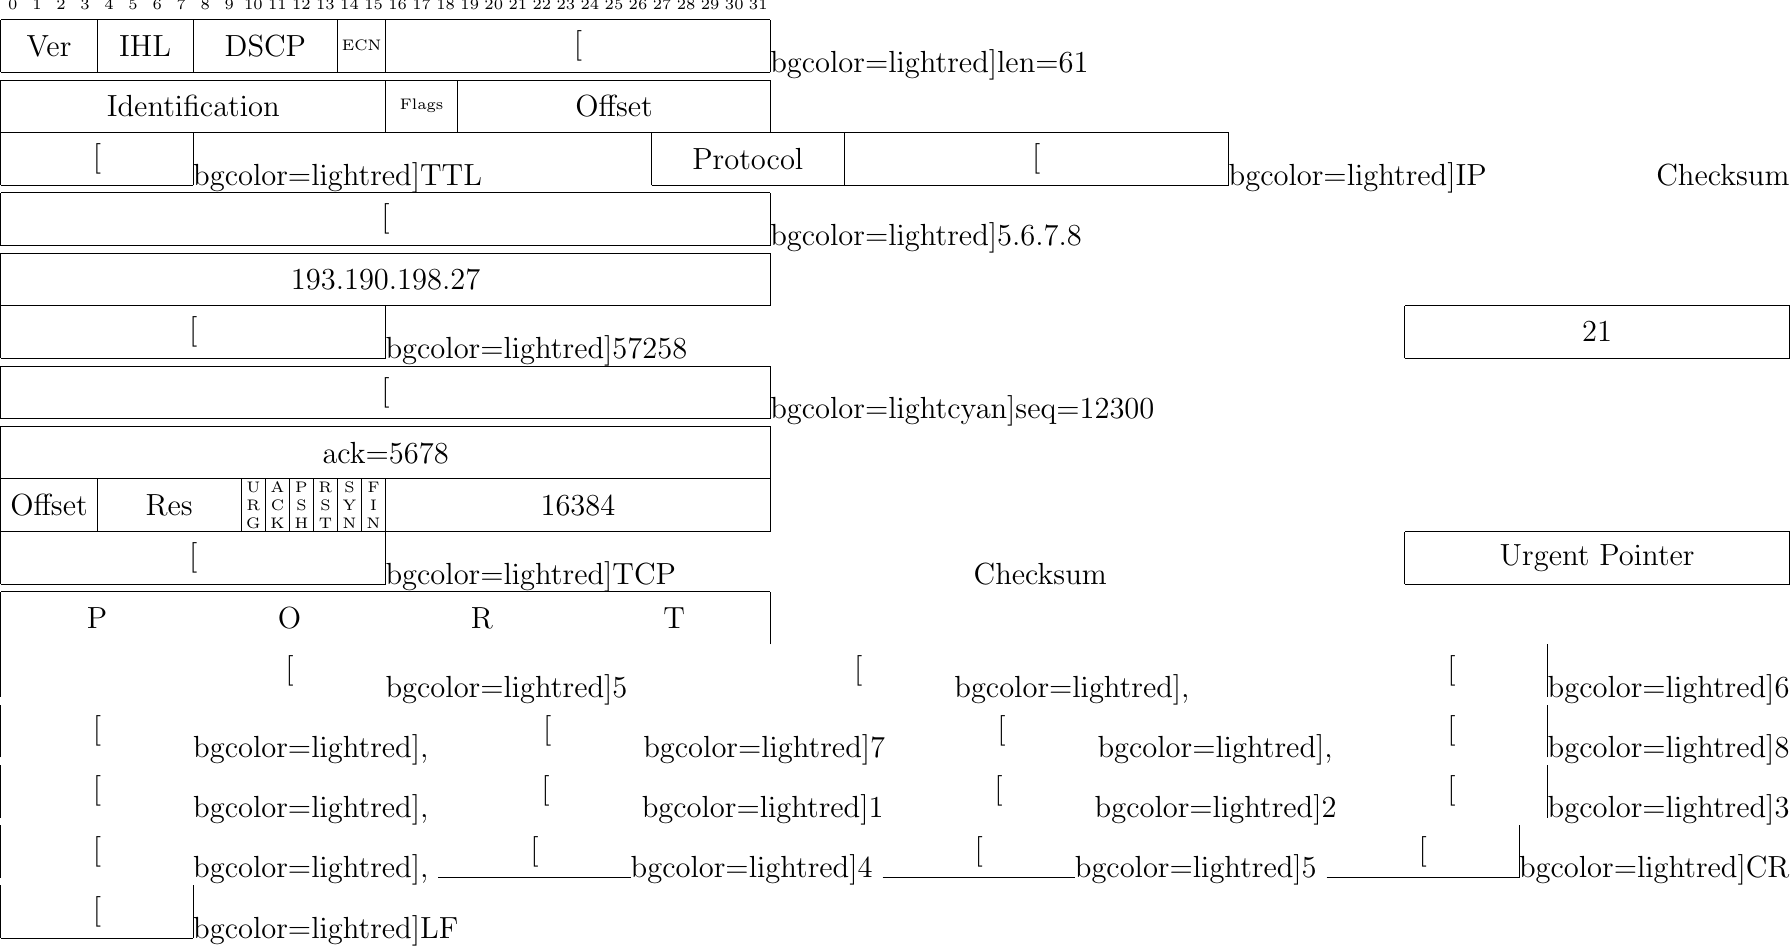 0 1 2 3 4 5 6 7 8 9 10 11 12 13 14 15 16 17 18 19 20 21 22 23 24 25 26 27 28 29 30 31
Ver IHL DSCP ECN [ bgcolor=lightred]len=61
Identification Flags Offset
[ bgcolor=lightred]TTL Protocol [ bgcolor=lightred]IP Checksum
[ bgcolor=lightred]5.6.7.8
193.190.198.27
[ bgcolor=lightred]57258 21
[ bgcolor=lightcyan]seq=12300
ack=5678
Offset Res URG ACK PSH RST SYN FIN 16384
[ bgcolor=lightred]TCP Checksum Urgent Pointer
P O R T
[ bgcolor=lightred]5 [ bgcolor=lightred], [ bgcolor=lightred]6
[ bgcolor=lightred], [ bgcolor=lightred]7 [ bgcolor=lightred], [ bgcolor=lightred]8
[ bgcolor=lightred], [ bgcolor=lightred]1 [ bgcolor=lightred]2 [ bgcolor=lightred]3
[ bgcolor=lightred], [ bgcolor=lightred]4 [ bgcolor=lightred]5 [ bgcolor=lightred]CR
[ bgcolor=lightred]LF